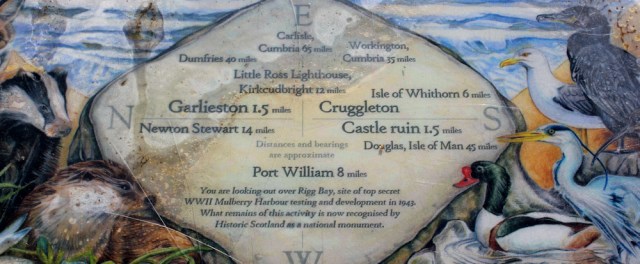 E
Carlisle,
Cumbria 65 miles
Workington,
Cumbria 35 miles
Dumfries 40 miles
Little Ross Lighthouse,
Kirkcudbright 12 miles
Isle of Whithorn 6 miles
Garlieston 1.5 miles
Cruggleton
Castle ruin 1.5 miles
N
S
Newton Stewart 14 miles
Distances and bearings
are approximate
Douglas, Isle of Man 45 miles
Port William 8 miles
You are looking out over Rigg Bay, site of top secret
WWII Mulberry Harbour testing and development in 1943.
What remains of this activity is now recognised by
Historic Scotland as a national monument.
W